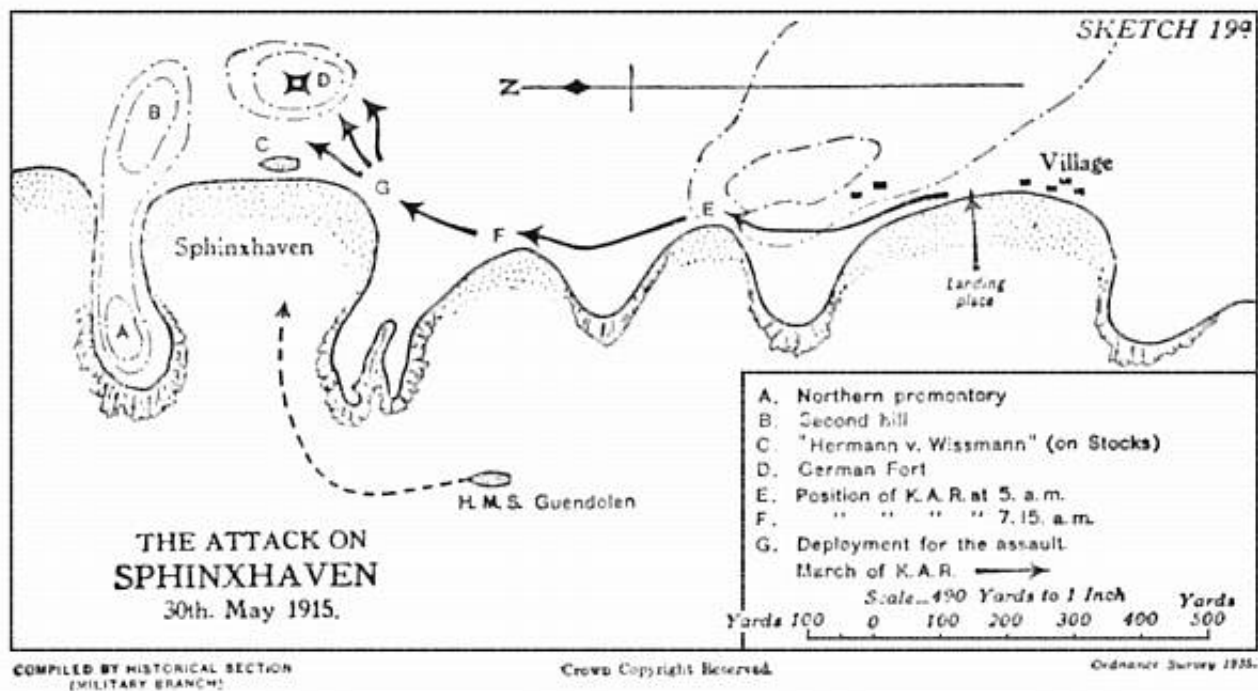 SKETCH 19a
B
D
N
C
G
Village
E
F
Sphinxhaven
Landing place
A
H.M.S. Guendolen
THE ATTACK ON
SPHINXHAVEN
30th. May 1915.
A. Northern promontory
B. Second hill
C. "Hermann v. Wissmann" (on Stocks)
D. German Fort
E. Position of K.A.R. at 5. a.m.
F. " " " " 7.15. a.m.
G. Deployment for the assault.
March of K.A.R.
Scale_490 Yards to 1 Inch
Yards 100 0 100 200 300 400 500 Yards
COMPILED BY HISTORICAL SECTION
(MILITARY BRANCH)
Crown Copyright Reserved.
Ordnance Survey